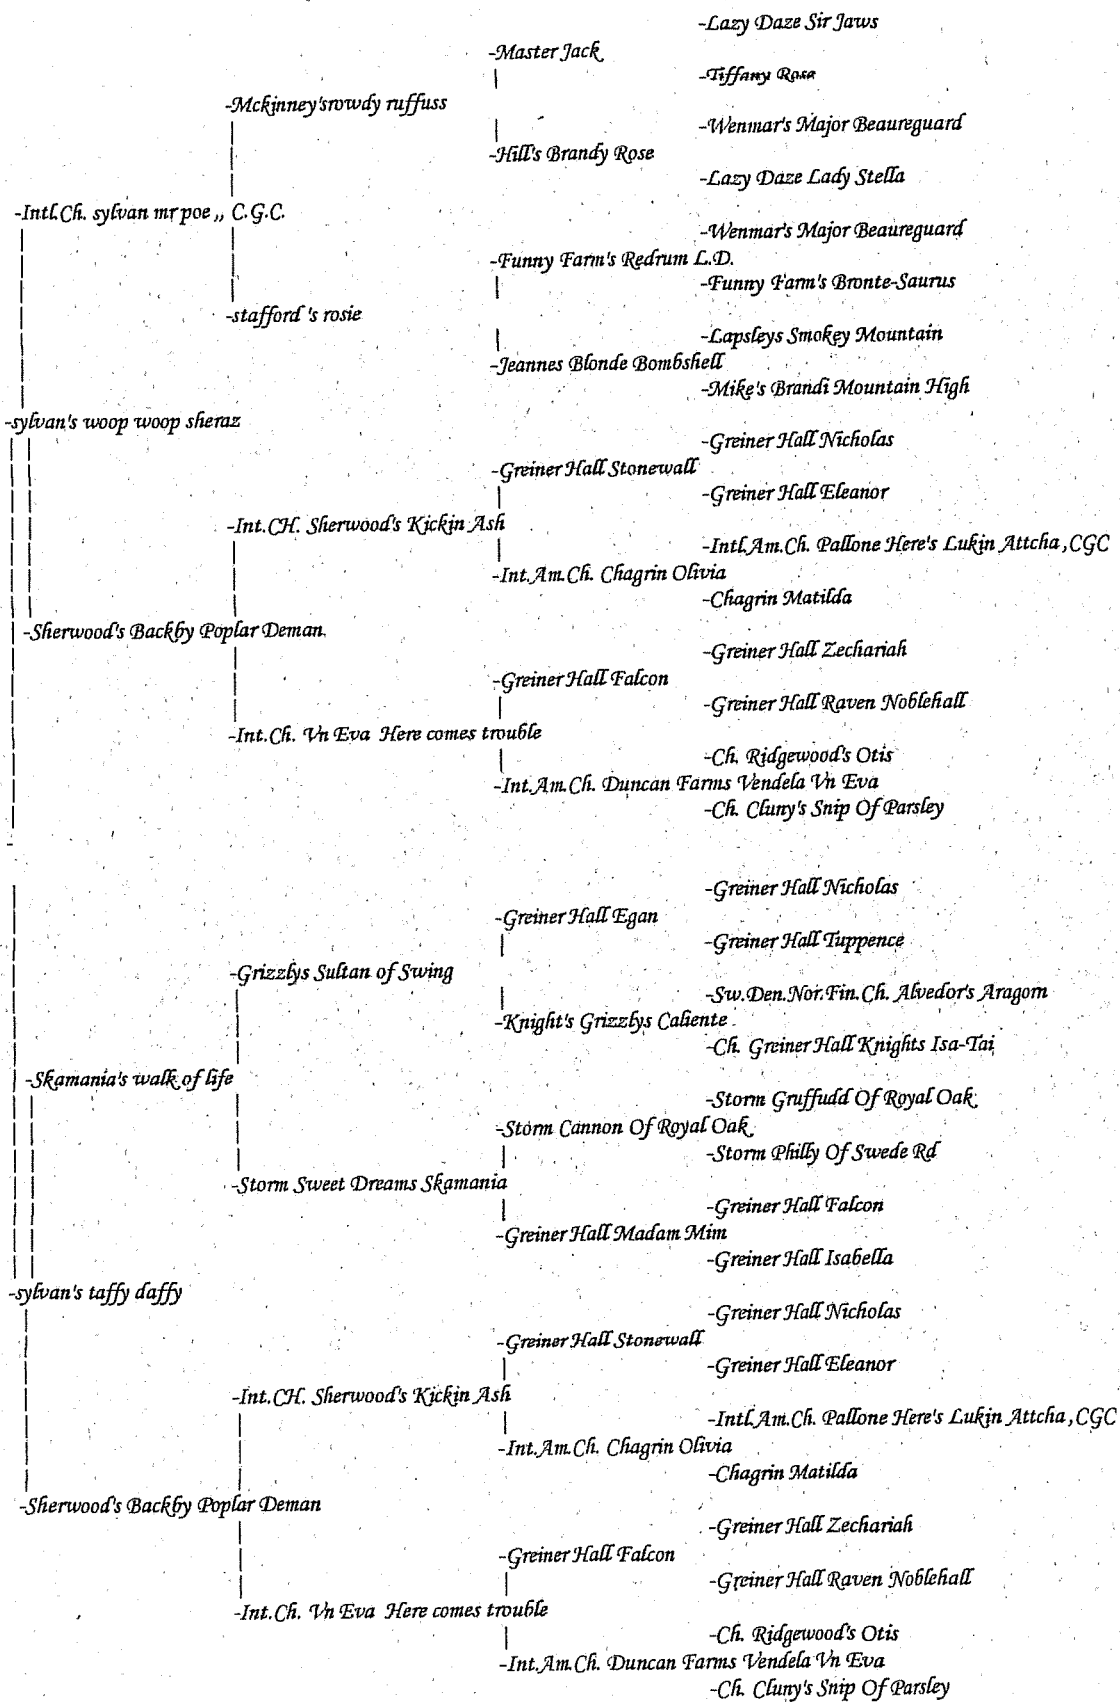 -Lazy Daze Sir Jaws
-Master Jack
-Tiffany Rose
-Mckinney'srowdy ruffuss
-Wenmar's Major Beaureguard
-Hill's Brandy Rose
-Lazy Daze Lady Stella
-Intl.Ch. sylvan mr poe ,, C.G.C.
-Wenmar's Major Beaureguard
-Funny Farm's Redrum L.D.
-Funny Farm's Bronte-Saurus
-stafford 's rosie
-Lapsleys Smokey Mountain
-Jeannes Blonde Bombshell
-Mike's Brandi Mountain High
-sylvan's woop woop sheraz
-Greiner Hall Nicholas
-Greiner Hall Stonewall
-Greiner Hall Eleanor
-Int.CH. Sherwood's Kickin Ash
-Intl.Am.Ch. Pallone Here's Lukin Attcha,CGC
-Int.Am.Ch. Chagrin Olivia
-Chagrin Matilda
-Sherwood's Backby Poplar Deman.
-Greiner Hall Zechariah
-Greiner Hall Falcon
-Greiner Hall Raven Noblehall
-Int.Ch. Vn Eva Here comes trouble
-Ch. Ridgewood's Otis
-Int.Am.Ch. Duncan Farms Vendela Vn Eva
-Ch. Cluny's Snip Of Parsley
-Greiner Hall Nicholas
-Greiner Hall Egan
-Greiner Hall Tuppence
-Grizzlys Sultan of Swing
-Sw.Den.Nor.Fin.Ch. Alvedor's Aragorn
-Knight's Grizzlys Caliente
-Ch. Greiner Hall Knights Isa-Tai
-Skamania's walk of life
-Storm Gruffudd Of Royal Oak
-Storm Cannon Of Royal Oak
-Storm Philly Of Swede Rd
-Storm Sweet Dreams Skamania
-Greiner Hall Falcon
-Greiner Hall Madam Mim
-Greiner Hall Isabella
-sylvan's taffy daffy
-Greiner Hall Nicholas
-Greiner Hall Stonewall
-Greiner Hall Eleanor
-Int.CH. Sherwood's Kickin Ash
-Intl.Am.Ch. Pallone Here's Lukin Attcha,CGC
-Int.Am.Ch. Chagrin Olivia
-Chagrin Matilda
-Sherwood's Backby Poplar Deman
-Greiner Hall Zechariah
-Greiner Hall Falcon
-Greiner Hall Raven Noblehall
-Int.Ch. Vn Eva Here comes trouble
-Ch. Ridgewood's Otis
-Int.Am.Ch. Duncan Farms Vendela Vn Eva
-Ch. Cluny's Snip Of Parsley